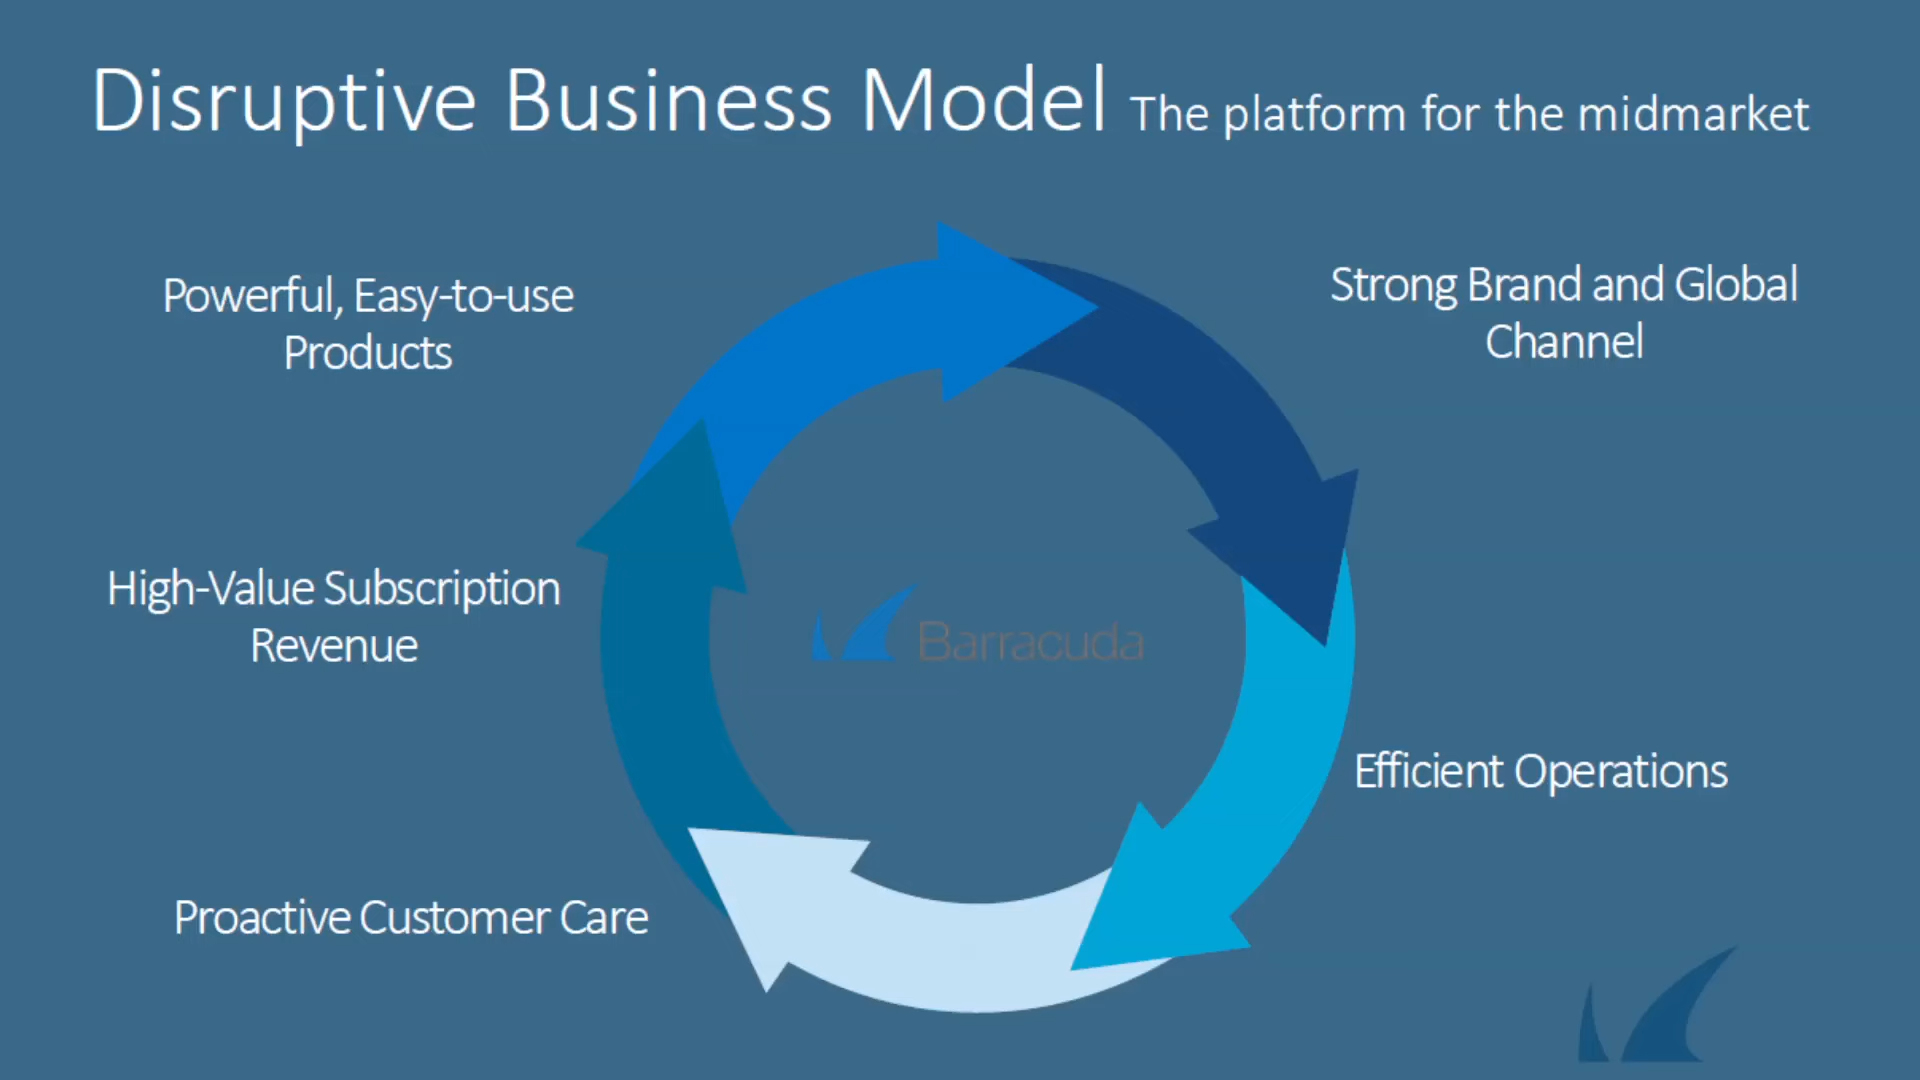 Disruptive Business Model The platform for the midmarket
Powerful, Easy-to-use
Products
Strong Brand and Global
Channel
High-Value Subscription
Revenue
Barracuda
Efficient Operations
Proactive Customer Care